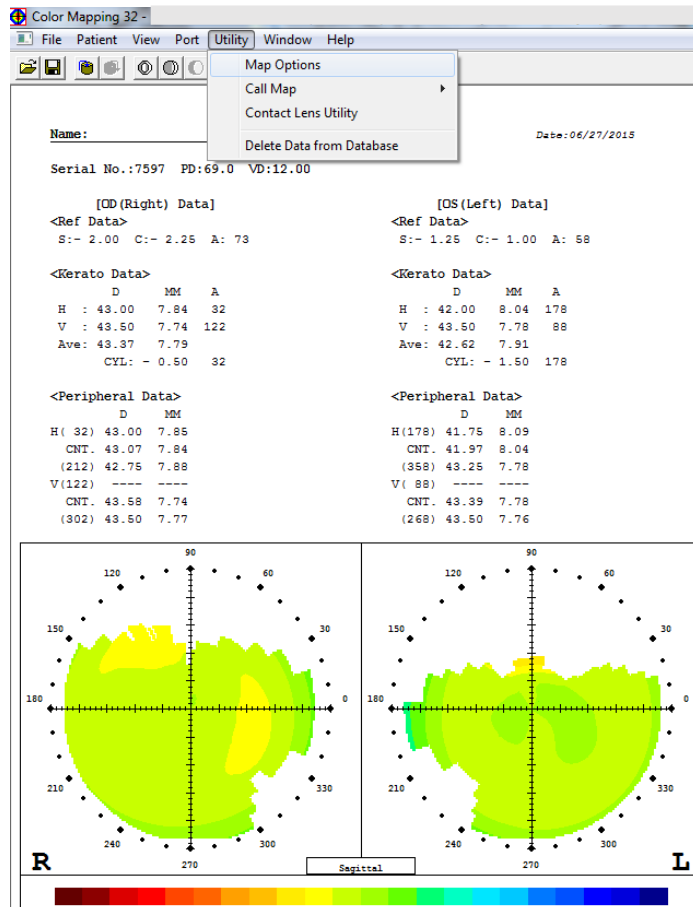 Color Mapping 32 -
File Patient View Port Utility Window Help
Map Options
Call Map
Contact Lens Utility
Delete Data from Database
Name: Date:06/27/2015
Serial No.:7597 PD:69.0 VD:12.00
[OD(Right) Data] [OS(Left) Data]
<Ref Data> <Ref Data>
S:- 2.00 C:- 2.25 A: 73 S:- 1.25 C:- 1.00 A: 58
<Kerato Data> <Kerato Data>
D MM A D MM A
H : 43.00 7.84 32 H : 42.00 8.04 178
V : 43.50 7.74 122 V : 43.50 7.78 88
Ave: 43.37 7.79 Ave: 42.62 7.91
CYL: - 0.50 32 CYL: - 1.50 178
<Peripheral Data> <Peripheral Data>
D MM D MM
H( 32) 43.00 7.85 H(178) 41.75 8.09
CNT. 43.07 7.84 CNT. 41.97 8.04
(212) 42.75 7.88 (358) 43.25 7.78
V(122) ---- ---- V( 88) ---- ----
CNT. 43.58 7.74 CNT. 43.39 7.78
(302) 43.50 7.77 (268) 43.50 7.76
90
120 60 120 60
150 30 150 30
180 0 180 0
210 330 210 330
240 300 240 300
R 270 Sagittal 270 L